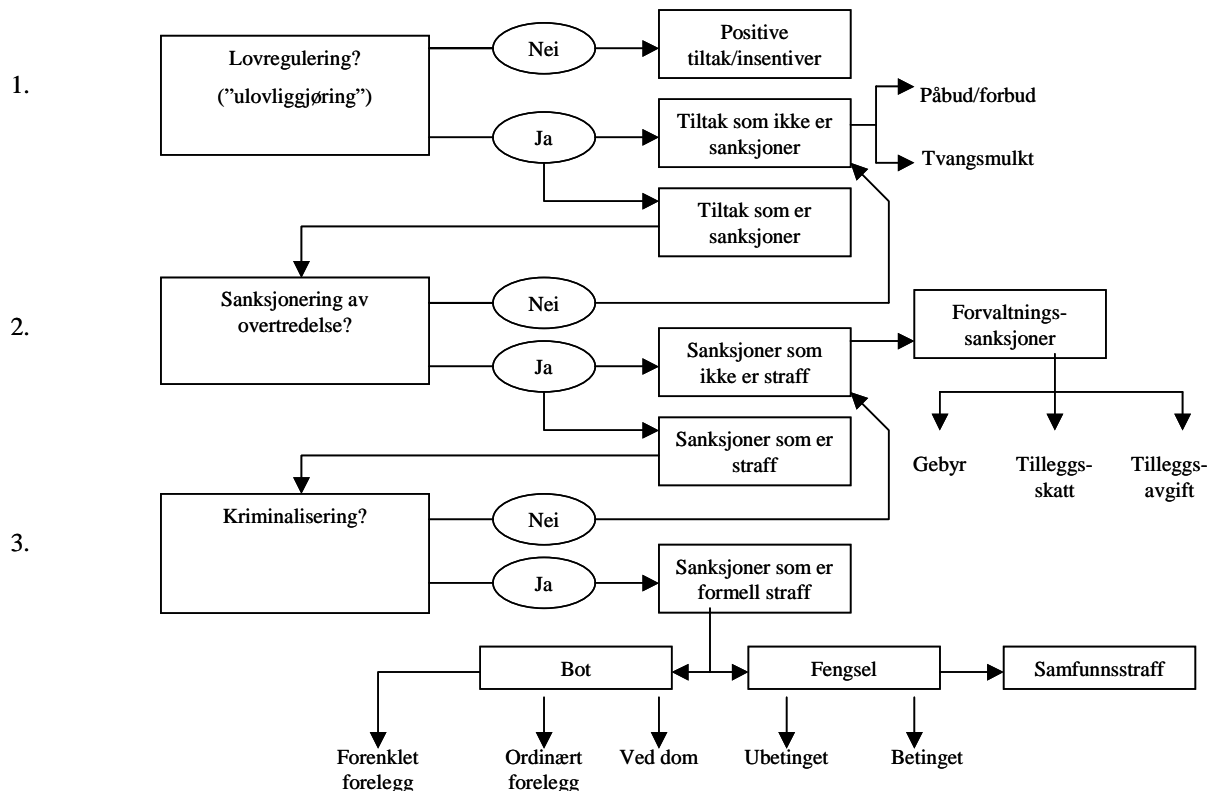 Nei
Positive
tiltak/insentiver
1.
Lovregulering?
(”ulovliggjøring”)
Påbud/forbud
Ja
Tiltak som ikke er
sanksjoner
Tvangsmulkt
Tiltak som er
sanksjoner
2.
Sanksjonering av
overtredelse?
Nei
Forvaltnings-
sanksjoner
Ja
Sanksjoner som
ikke er straff
Sanksjoner som er
straff
Gebyr
Tilleggs-
skatt
Tilleggs-
avgift
3.
Kriminalisering?
Nei
Ja
Sanksjoner som er
formell straff
Bot
Fengsel
Samfunnsstraff
Forenklet
forelegg
Ordinært
forelegg
Ved dom
Ubetinget
Betinget